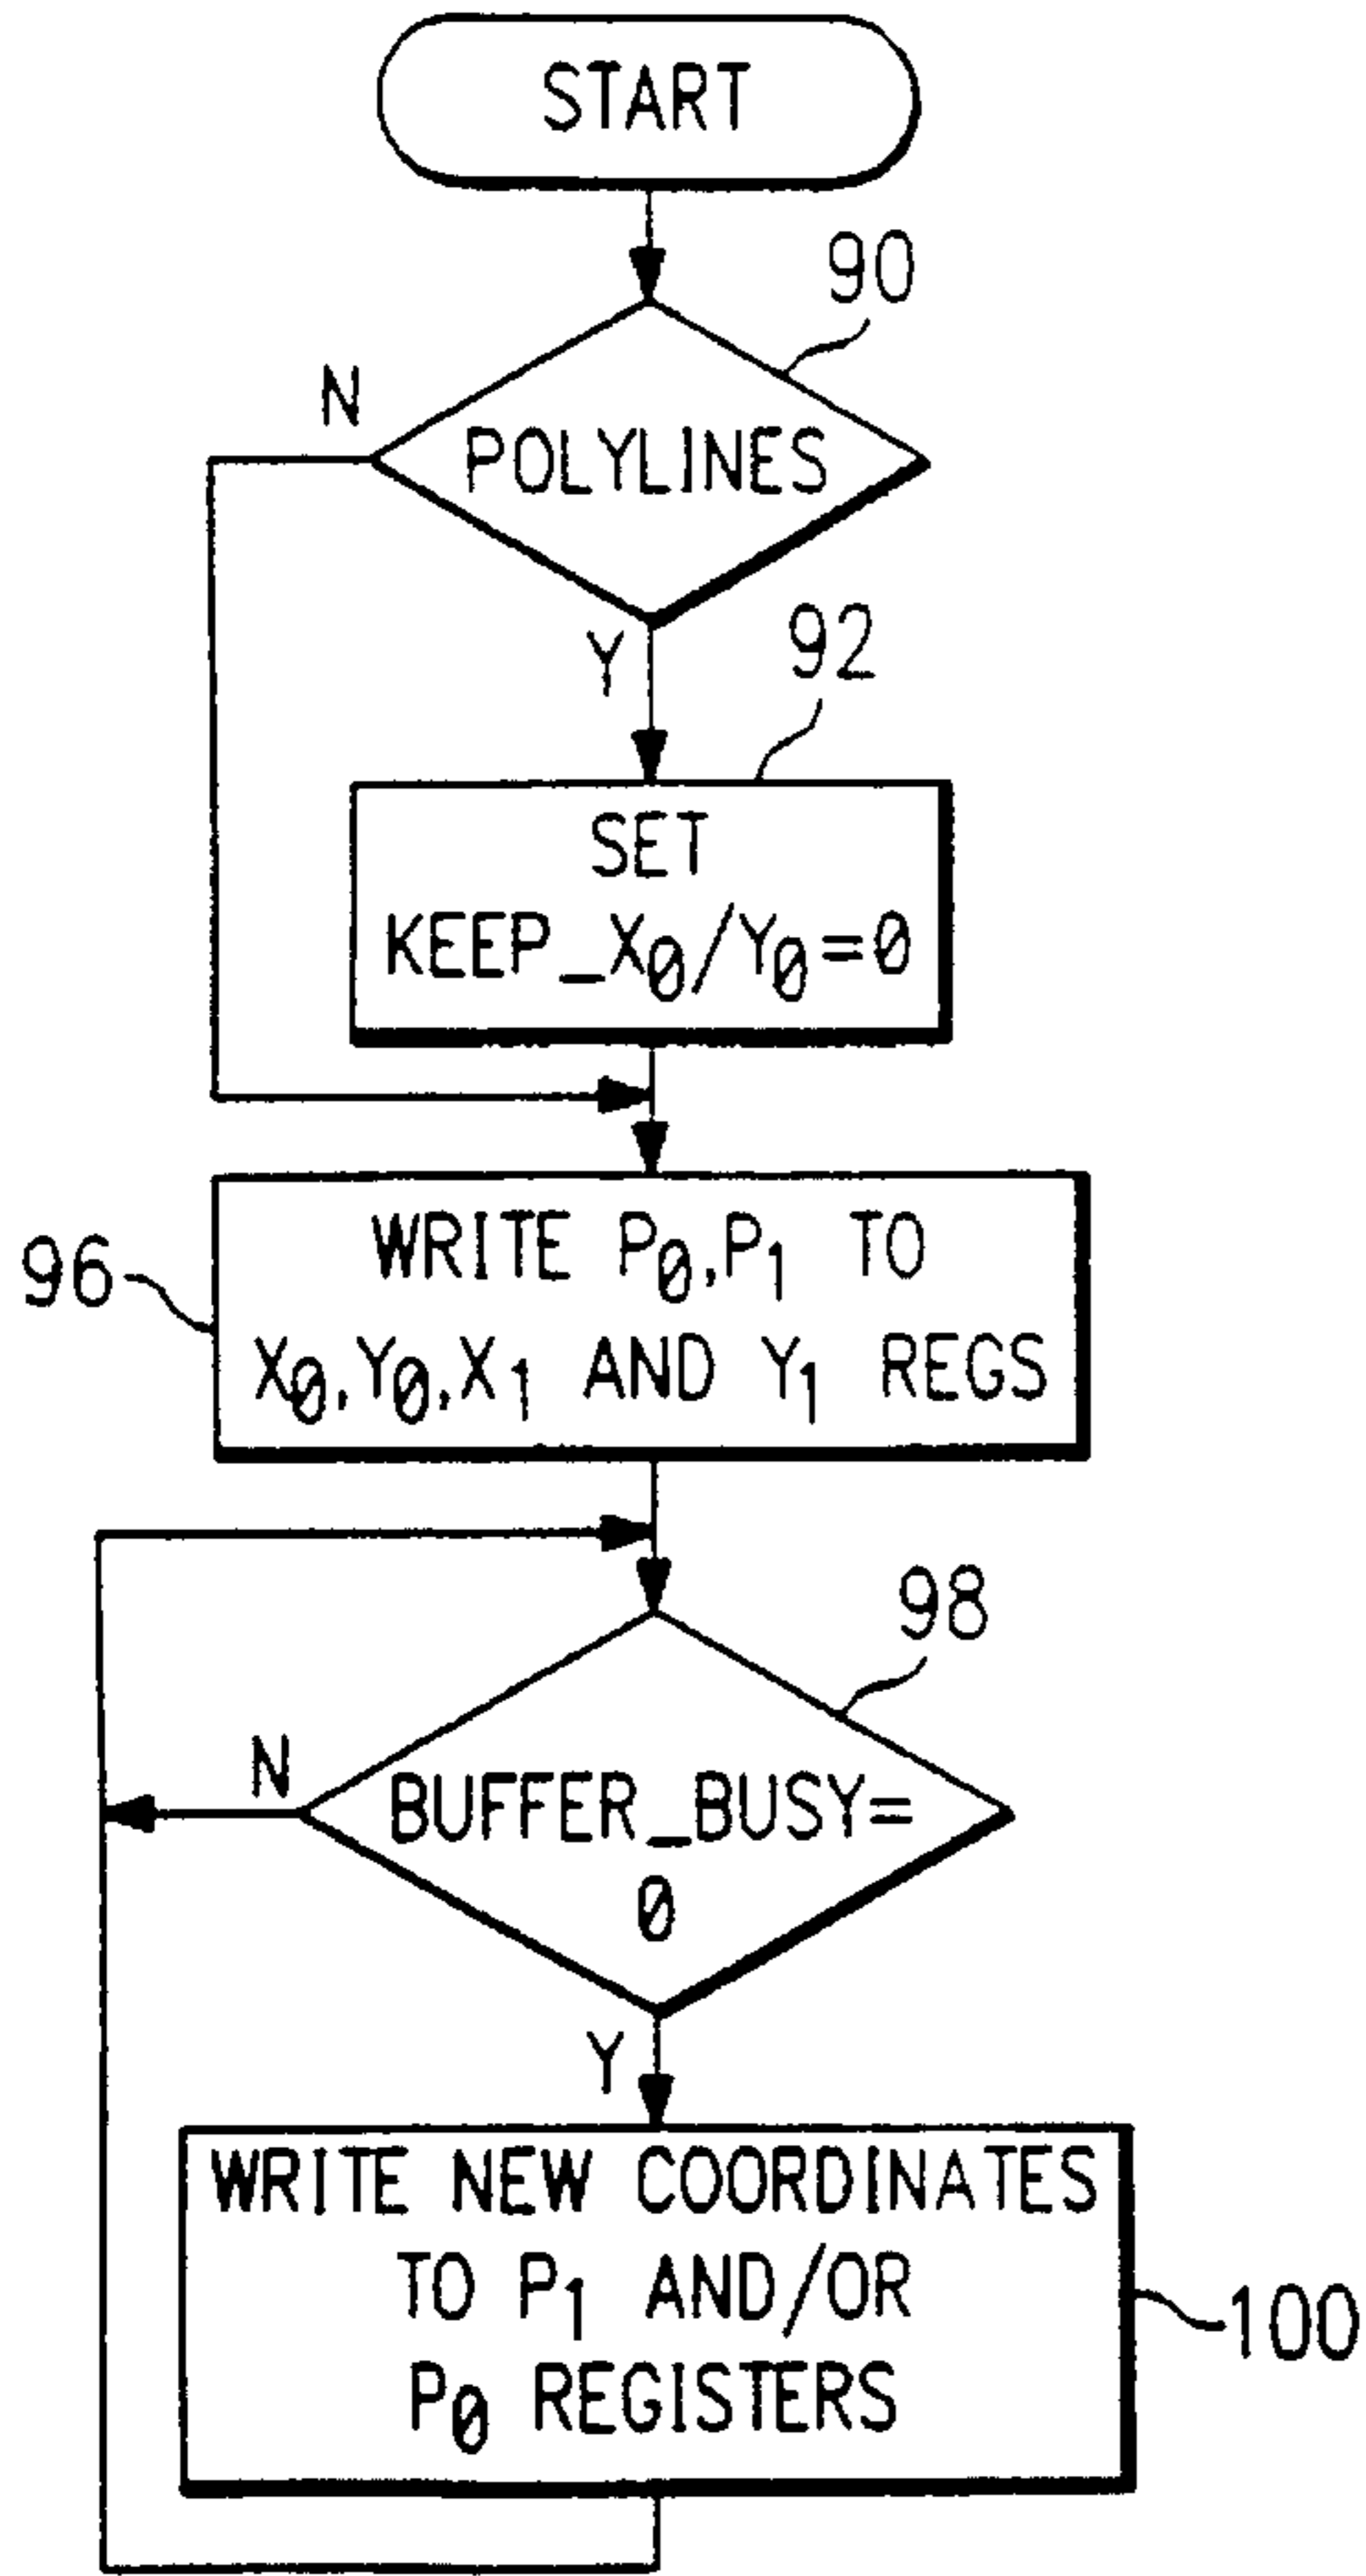 START
90
N
POLYLINES
Y
92
SET
KEEP_X0/Y0=0
96
WRITE P0,P1 TO
X0,Y0,X1 AND Y1 REGS
98
N
BUFFER_BUSY=
0
Y
WRITE NEW COORDINATES
TO P1 AND/OR
P0 REGISTERS
100